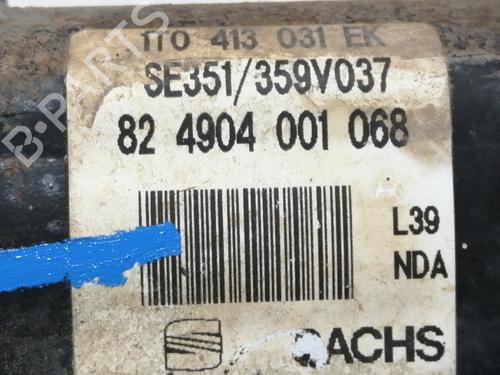 1T0 413 031 EK
SE351/359V037
82 4904 001 068
L39
NDA
SACHS
B-PARTS